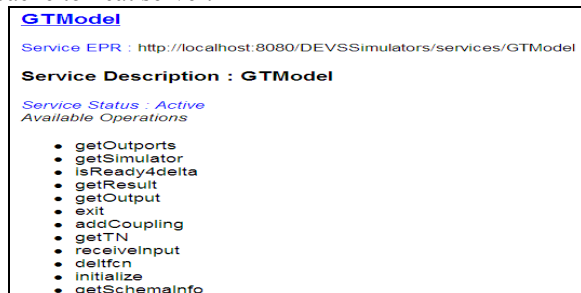 GTModel
Service EPR : http://localhost:8080/DEVSSimulators/services/GTModel
Service Description : GTModel
Service Status : Active
Available Operations
• getOutports
• getSimulator
• isReady4delta
• getResult
• getOutput
• exit
• addCoupling
• getTN
• receiveInput
• deltfcn
• initialize
• getSchemaInfo